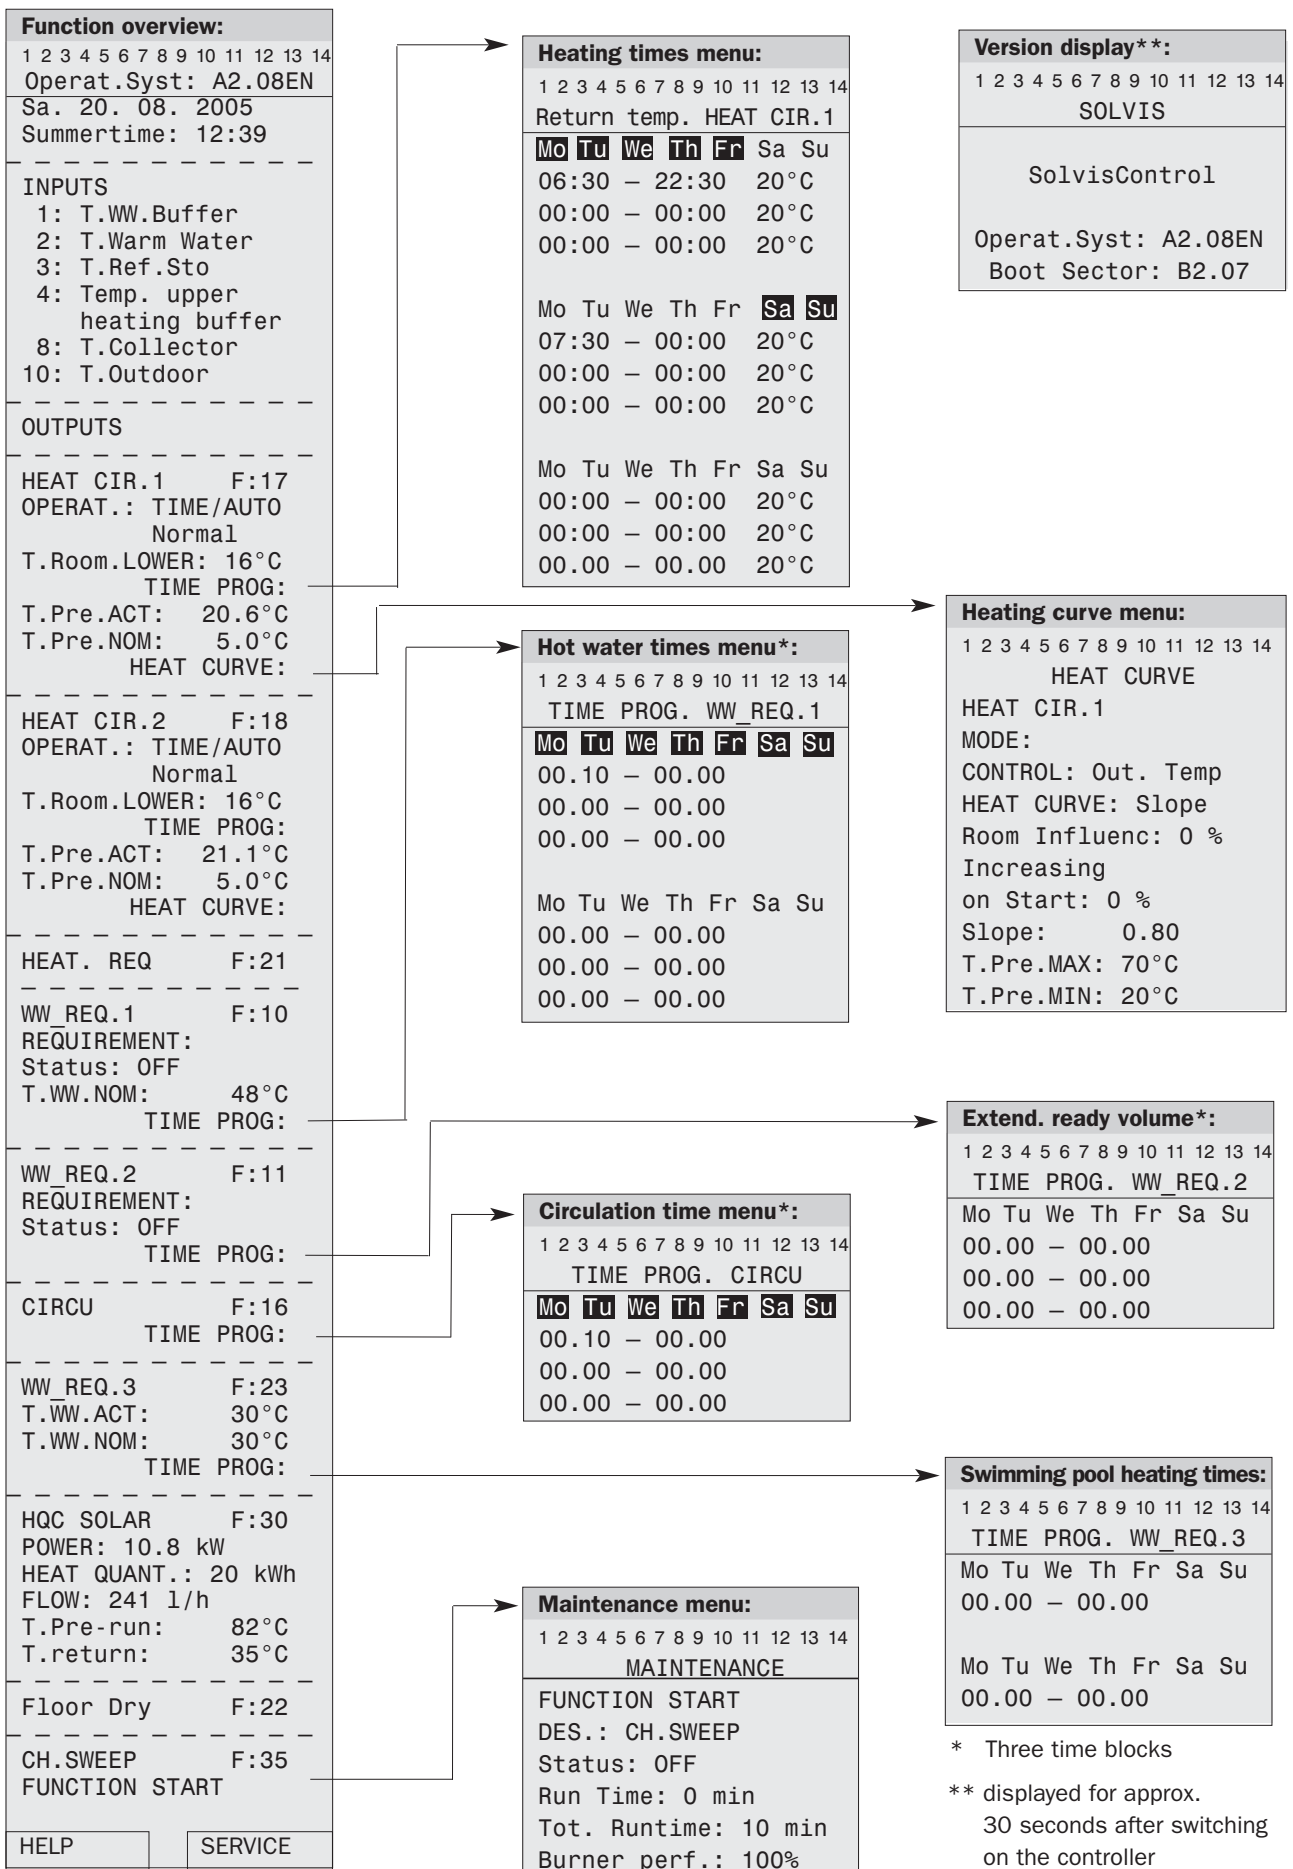 Function overview:
1 2 3 4 5 6 7 8 9 10 11 12 13 14
Operat.Syst: A2.08EN
Sa. 20. 08. 2005
Summertime: 12:39
INPUTS
1: T.WW.Buffer
2: T.Warm Water
3: T.Ref.Sto
4: Temp. upper
heating buffer
8: T.Collector
10: T.Outdoor
OUTPUTS
HEAT CIR.1 F:17
OPERAT.: TIME/AUTO
Normal
T.Room.LOWER: 16°C
TIME PROG:
T.Pre.ACT: 20.6°C
T.Pre.NOM: 5.0°C
HEAT CURVE:
HEAT CIR.2 F:18
OPERAT.: TIME/AUTO
Normal
T.Room.LOWER: 16°C
TIME PROG:
T.Pre.ACT: 21.1°C
T.Pre.NOM: 5.0°C
HEAT CURVE:
HEAT. REQ F:21
WW_REQ.1 F:10
REQUIREMENT:
Status: OFF
T.WW.NOM: 48°C
TIME PROG:
WW_REQ.2 F:11
REQUIREMENT:
Status: OFF
TIME PROG:
CIRCU F:16
TIME PROG:
WW_REQ.3 F:23
T.WW.ACT: 30°C
T.WW.NOM: 30°C
TIME PROG:
HQC SOLAR F:30
POWER: 10.8 kW
HEAT QUANT.: 20 kWh
FLOW: 241 l/h
T.Pre-run: 82°C
T.return: 35°C
Floor Dry F:22
CH.SWEEP F:35
FUNCTION START
HELP SERVICE
Heating times menu:
1 2 3 4 5 6 7 8 9 10 11 12 13 14
Return temp. HEAT CIR.1
Mo Tu We Th Fr Sa Su
06:30 – 22:30 20°C
00:00 – 00:00 20°C
00:00 – 00:00 20°C
Mo Tu We Th Fr Sa Su
07:30 – 00:00 20°C
00:00 – 00:00 20°C
00:00 – 00:00 20°C
Mo Tu We Th Fr Sa Su
00:00 – 00:00 20°C
00:00 – 00:00 20°C
00.00 – 00.00 20°C
Hot water times menu*:
1 2 3 4 5 6 7 8 9 10 11 12 13 14
TIME PROG. WW_REQ.1
Mo Tu We Th Fr Sa Su
00.10 – 00.00
00.00 – 00.00
00.00 – 00.00
Mo Tu We Th Fr Sa Su
00.00 – 00.00
00.00 – 00.00
00.00 – 00.00
Circulation time menu*:
1 2 3 4 5 6 7 8 9 10 11 12 13 14
TIME PROG. CIRCU
Mo Tu We Th Fr Sa Su
00.10 – 00.00
00.00 – 00.00
00.00 – 00.00
Maintenance menu:
1 2 3 4 5 6 7 8 9 10 11 12 13 14
MAINTENANCE
FUNCTION START
DES.: CH.SWEEP
Status: OFF
Run Time: 0 min
Tot. Runtime: 10 min
Burner perf.: 100%
Version display**:
1 2 3 4 5 6 7 8 9 10 11 12 13 14
SOLVIS
SolvisControl
Operat.Syst: A2.08EN
Boot Sector: B2.07
Heating curve menu:
1 2 3 4 5 6 7 8 9 10 11 12 13 14
HEAT CURVE
HEAT CIR.1
MODE:
CONTROL: Out. Temp
HEAT CURVE: Slope
Room Influenc: 0 %
Increasing
on Start: 0 %
Slope: 0.80
T.Pre.MAX: 70°C
T.Pre.MIN: 20°C
Extend. ready volume*:
1 2 3 4 5 6 7 8 9 10 11 12 13 14
TIME PROG. WW_REQ.2
Mo Tu We Th Fr Sa Su
00.00 – 00.00
00.00 – 00.00
00.00 – 00.00
Swimming pool heating times:
1 2 3 4 5 6 7 8 9 10 11 12 13 14
TIME PROG. WW_REQ.3
Mo Tu We Th Fr Sa Su
00.00 – 00.00
Mo Tu We Th Fr Sa Su
00.00 – 00.00
* Three time blocks
** displayed for approx.
30 seconds after switching
on the controller